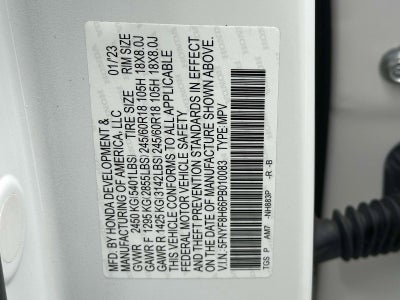 MFD BY HONDA DEVELOPMENT & 01/23
MANUFACTURING OF AMERICA, LLC
TIRE SIZE RIM SIZE
GVWR 2450 KG(5401LBS)
GAWR F 1295 KG(2855LBS) 245/60R18 105H 18X8.0J
GAWR R 1425 KG(3142LBS) 245/60R18 105H 18X8.0J
THIS VEHICLE CONFORMS TO ALL APPLICABLE
FEDERAL MOTOR VEHICLE SAFETY
AND THEFT PREVENTION STANDARDS IN EFFECT
ON THE DATE OF MANUFACTURE SHOWN ABOVE.
V.I.N: 5FNYF8H66PB010083 TYPE:MPV
TGS P AM7 -NH883P -R -B